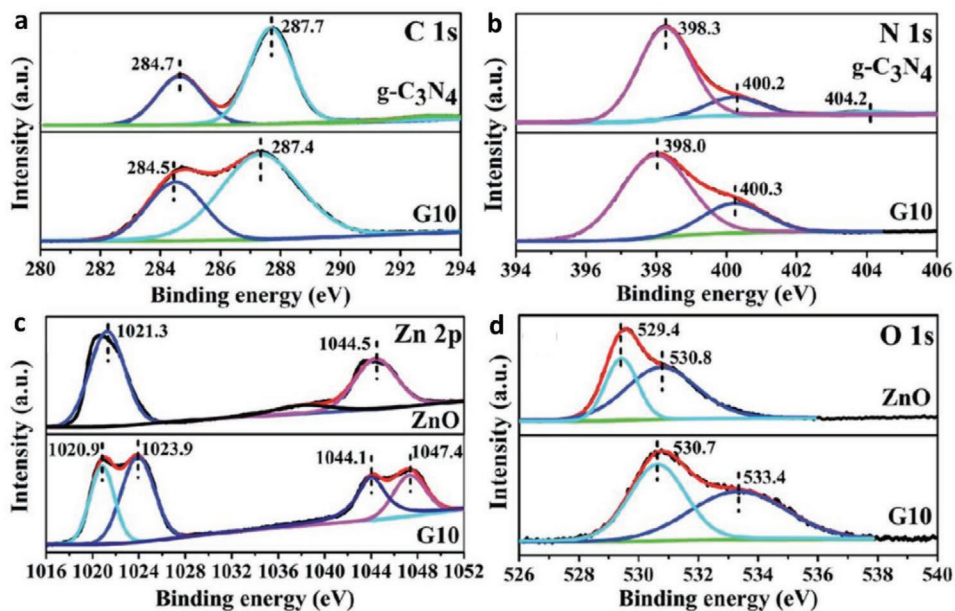 a
C 1s
287.7
284.7
g-C₃N₄
284.5
287.4
G10
Intensity (a.u.)
280 282 284 286 288 290 292 294
Binding energy (eV)
b
N 1s
398.3
g-C₃N₄
400.2
404.2
398.0
400.3
G10
Intensity (a.u.)
394 396 398 400 402 404 406
Binding energy (eV)
c
Zn 2p
1021.3
1044.5
ZnO
1020.9
1023.9
1044.1
1047.4
G10
Intensity (a.u.)
1016 1020 1024 1028 1032 1036 1040 1044 1048 1052
Binding energy (eV)
d
O 1s
529.4
530.8
ZnO
530.7
533.4
G10
Intensity (a.u.)
526 528 530 532 534 536 538 540
Binding energy (eV)